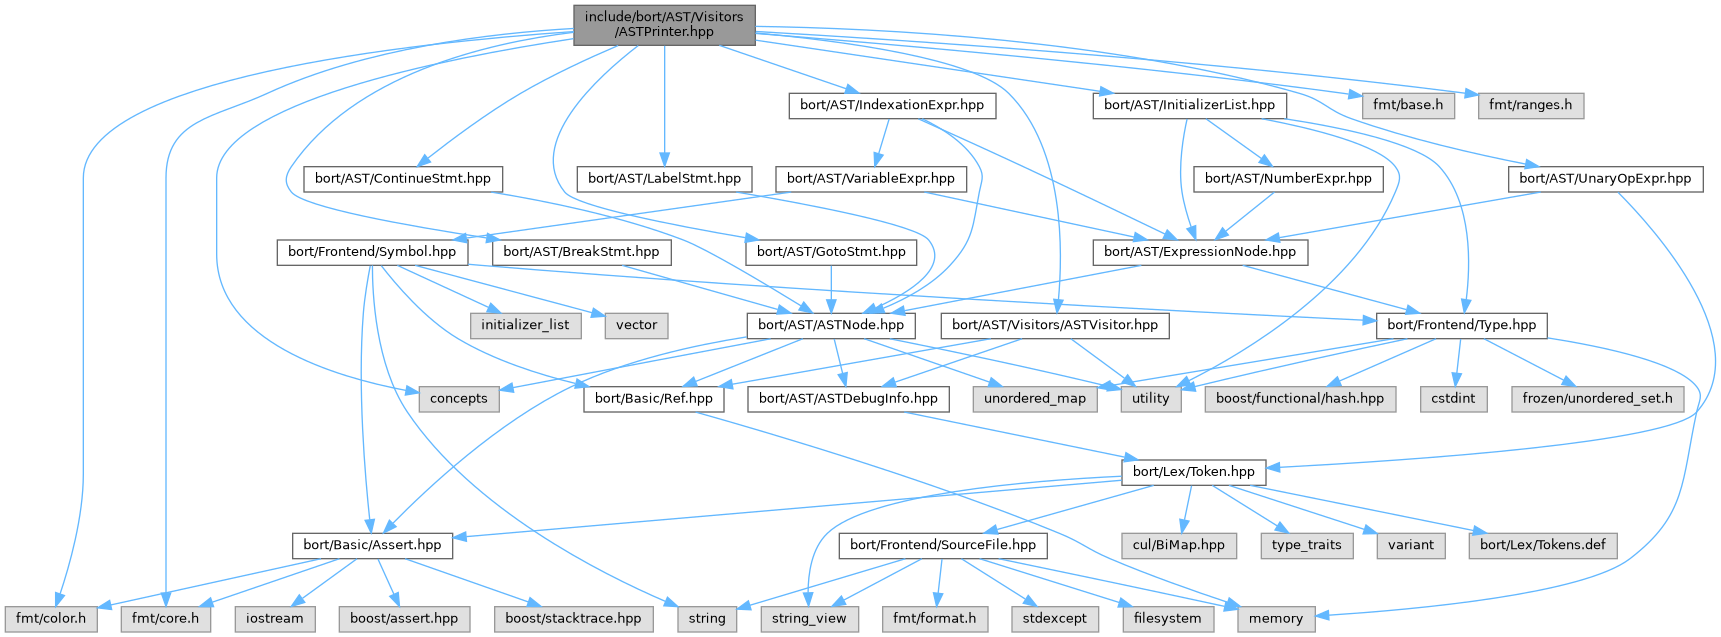 include/bort/AST/Visitors
/ASTPrinter.hpp
bort/AST/IndexationExpr.hpp
bort/AST/InitializerList.hpp
fmt/base.h
fmt/ranges.h
bort/AST/ContinueStmt.hpp
bort/AST/LabelStmt.hpp
bort/AST/VariableExpr.hpp
bort/AST/NumberExpr.hpp
bort/AST/UnaryOpExpr.hpp
bort/Frontend/Symbol.hpp
bort/AST/BreakStmt.hpp
bort/AST/GotoStmt.hpp
bort/AST/ExpressionNode.hpp
initializer_list
vector
bort/AST/ASTNode.hpp
bort/AST/Visitors/ASTVisitor.hpp
bort/Frontend/Type.hpp
concepts
bort/Basic/Ref.hpp
bort/AST/ASTDebugInfo.hpp
unordered_map
utility
boost/functional/hash.hpp
cstdint
frozen/unordered_set.h
bort/Lex/Token.hpp
bort/Basic/Assert.hpp
bort/Frontend/SourceFile.hpp
cul/BiMap.hpp
type_traits
variant
bort/Lex/Tokens.def
fmt/color.h
fmt/core.h
iostream
boost/assert.hpp
boost/stacktrace.hpp
string
string_view
fmt/format.h
stdexcept
filesystem
memory